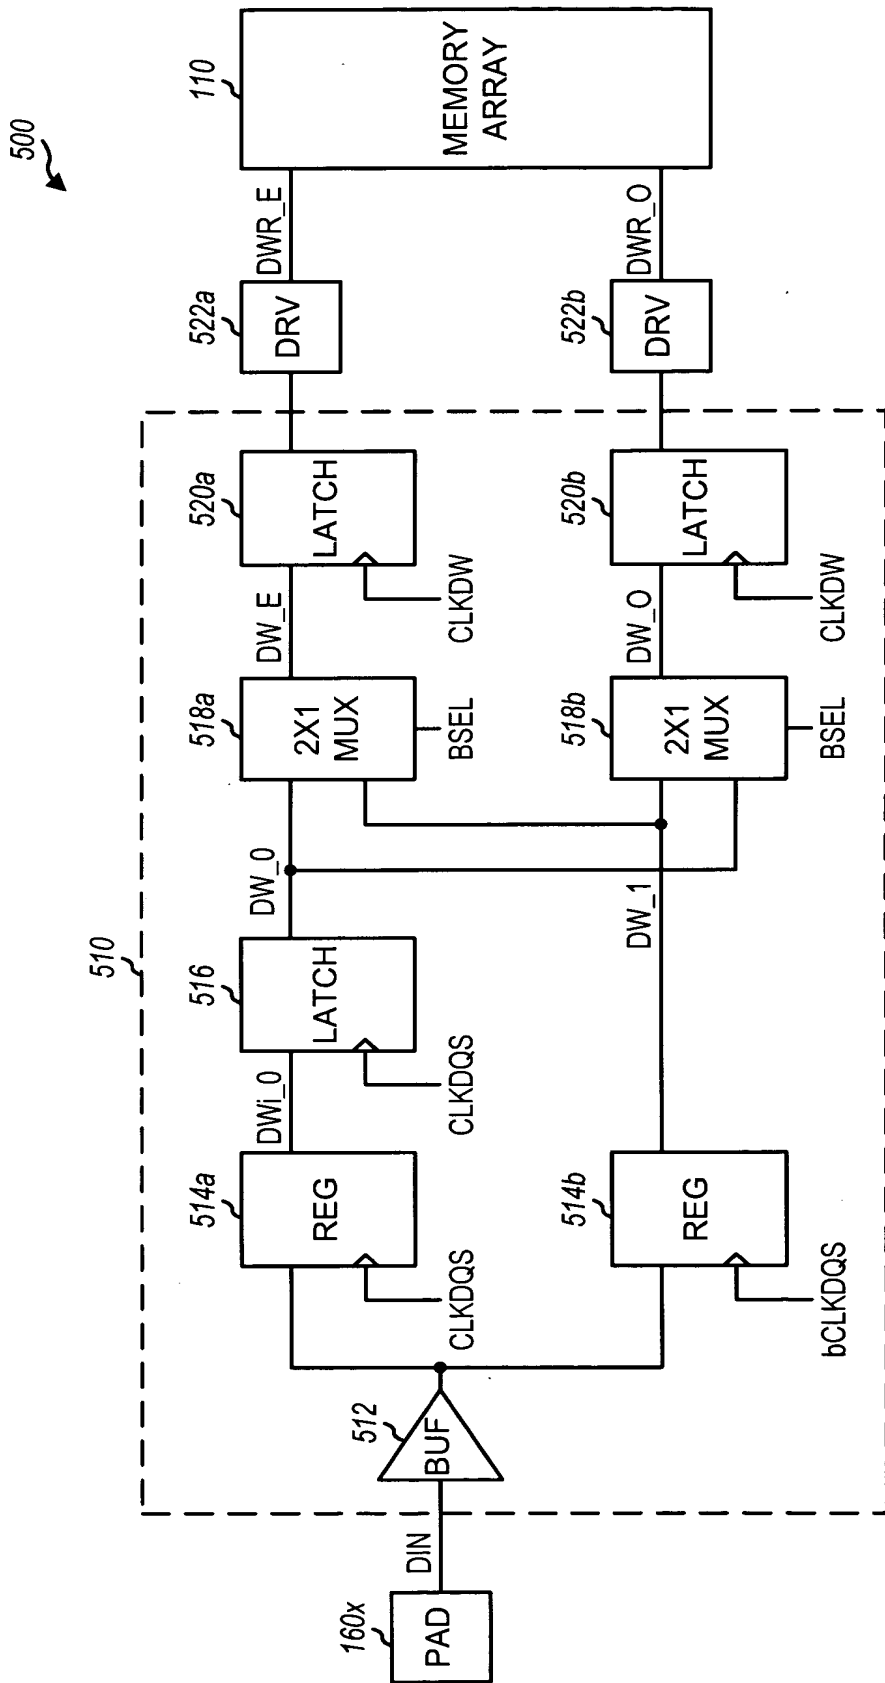 500
510
160x
PAD
DIN
512
BUF
514a
REG
CLKDQS
DWi_0
516
LATCH
CLKDQS
DW_0
518a
2X1
MUX
BSEL
DW_E
520a
LATCH
CLKDW
522a
DRV
DWR_E
110
MEMORY
ARRAY
514b
REG
bCLKDQS
DW_1
518b
2X1
MUX
BSEL
DW_O
520b
LATCH
CLKDW
522b
DRV
DWR_O